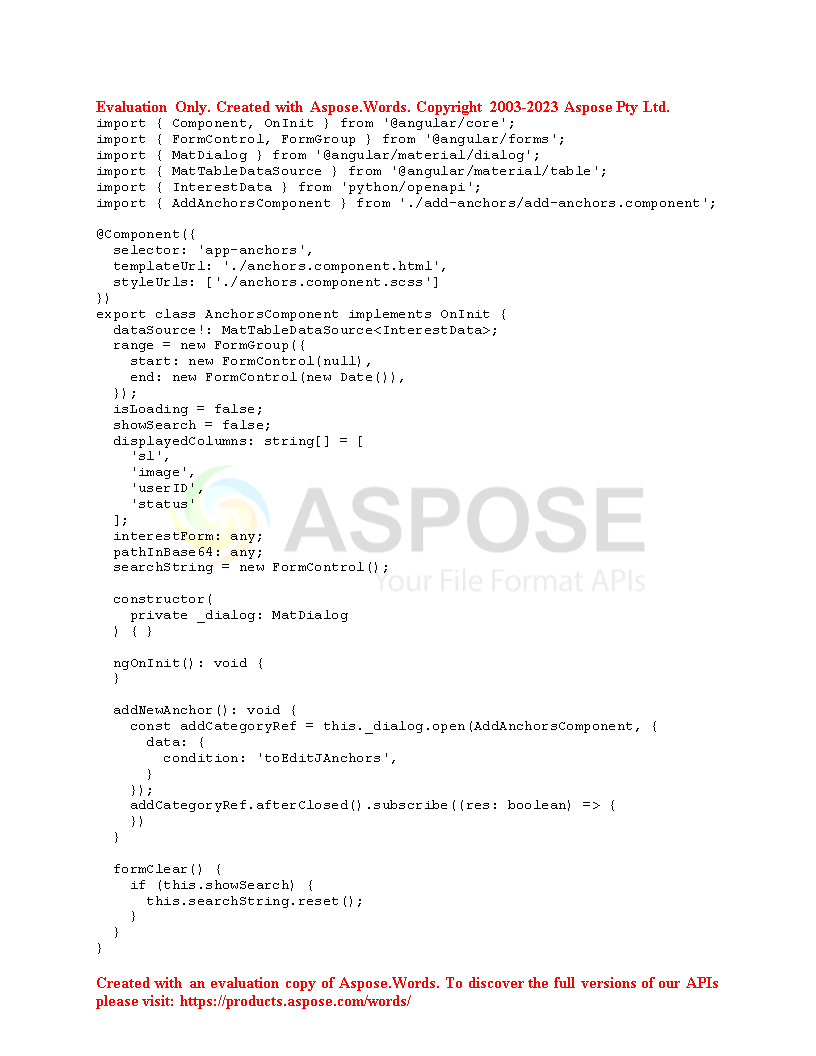 Evaluation Only. Created with Aspose.Words. Copyright 2003-2023 Aspose Pty Ltd.
import { Component, OnInit } from '@angular/core';
import { FormControl, FormGroup } from '@angular/forms';
import { MatDialog } from '@angular/material/dialog';
import { MatTableDataSource } from '@angular/material/table';
import { InterestData } from 'python/openapi';
import { AddAnchorsComponent } from './add-anchors/add-anchors.component';

@Component({
  selector: 'app-anchors',
  templateUrl: './anchors.component.html',
  styleUrls: ['./anchors.component.scss']
})
export class AnchorsComponent implements OnInit {
  dataSource!: MatTableDataSource<InterestData>;
  range = new FormGroup({
    start: new FormControl(null),
    end: new FormControl(new Date()),
  });
  isLoading = false;
  showSearch = false;
  displayedColumns: string[] = [
    'sl',
    'image',
    'userID',
    'status'
  ];
  interestForm: any;
  pathInBase64: any;
  searchString = new FormControl();

  constructor(
    private _dialog: MatDialog
  ) { }

  ngOnInit(): void {
  }

  addNewAnchor(): void {
    const addCategoryRef = this._dialog.open(AddAnchorsComponent, {
      data: {
        condition: 'toEditJAnchors',
      }
    });
    addCategoryRef.afterClosed().subscribe((res: boolean) => {
    })
  }

  formClear() {
    if (this.showSearch) {
      this.searchString.reset();
    }
  }
}

ASPOSE
Your File Format APIs

Created with an evaluation copy of Aspose.Words. To discover the full versions of our APIs
please visit: https://products.aspose.com/words/